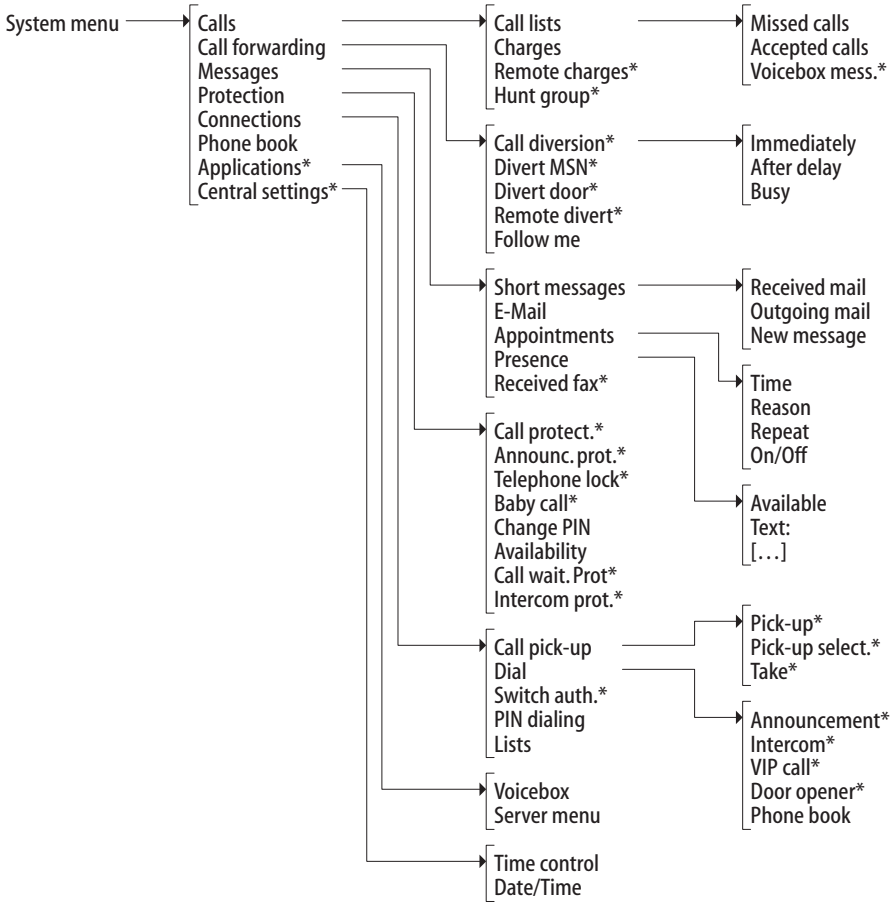 System menu
Calls
Call forwarding
Messages
Protection
Connections
Phone book
Applications*
Central settings*
Call lists
Charges
Remote charges*
Hunt group*
Missed calls
Accepted calls
Voicebox mess.*
Call diversion*
Divert MSN*
Divert door*
Remote divert*
Follow me
Immediately
After delay
Busy
Short messages
E-Mail
Appointments
Presence
Received fax*
Received mail
Outgoing mail
New message
Time
Reason
Repeat
On/Off
Available
Text:
[...]
Call protect.*
Announc. prot.*
Telephone lock*
Baby call*
Change PIN
Availability
Call wait. Prot*
Intercom prot.*
Call pick-up
Dial
Switch auth.*
PIN dialing
Lists
Pick-up*
Pick-up select.*
Take*
Announcement*
Intercom*
VIP call*
Door opener*
Phone book
Voicebox
Server menu
Time control
Date/Time